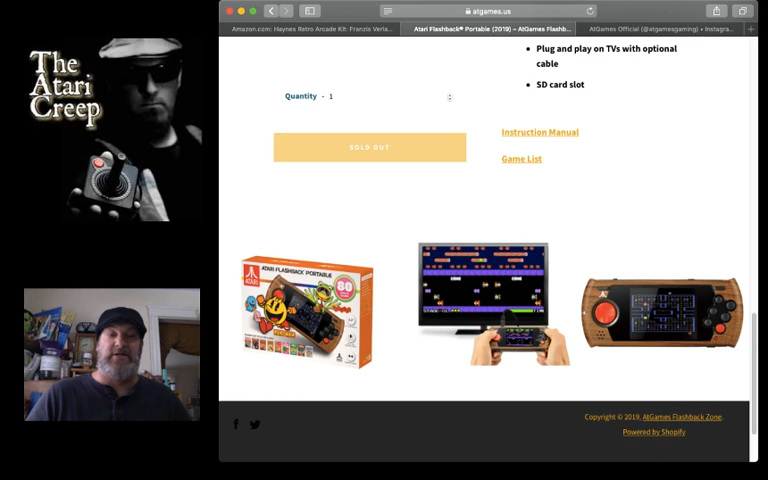 The
Atari
Creep
atgames.us
Amazon.com: Haynes Retro Arcade Kit: Franzis Verla...
Atari Flashback® Portable (2019) – AtGames Flashb...
AtGames Official (@atgamesgaming) • Instagra...
Plug and play on TVs with optional
cable
SD card slot
Quantity - 1
SOLD OUT
Instruction Manual
Game List
ATARI FLASHBACK PORTABLE
80
ATARI
Copyright © 2019, AtGames Flashback Zone.
Powered by Shopify